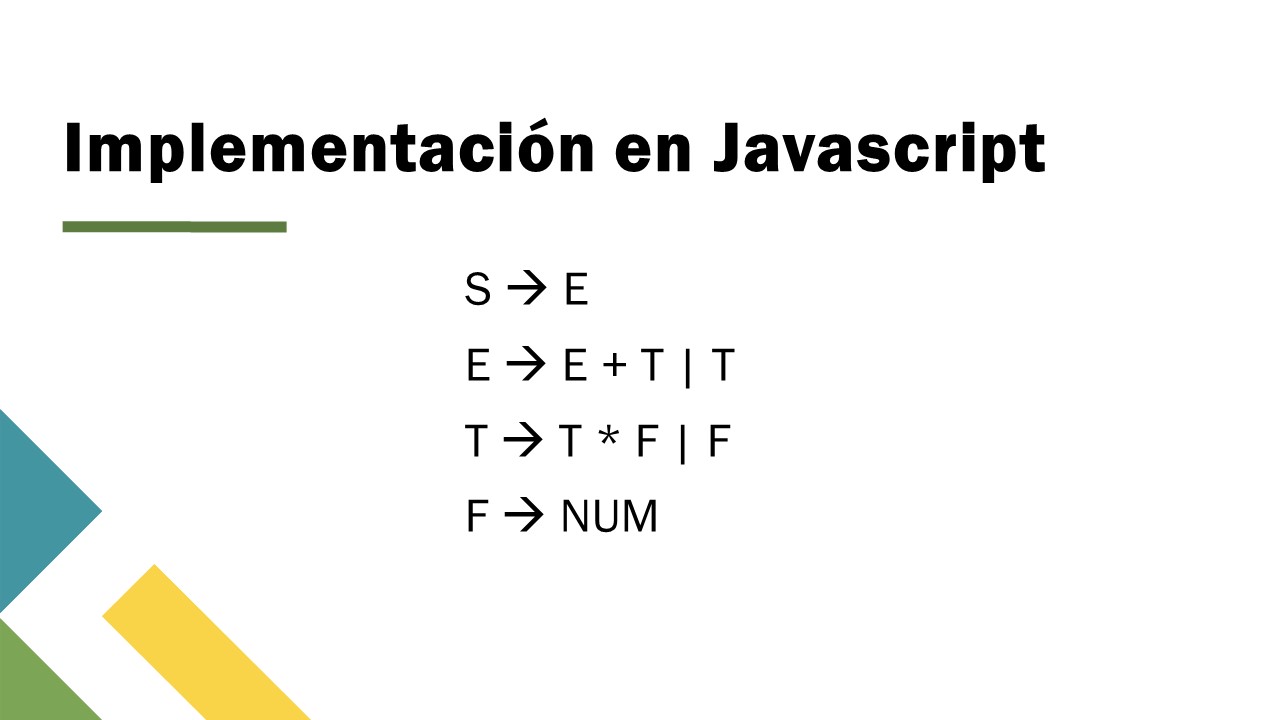 Implementación en Javascript
S → E
E → E + T | T
T → T * F | F
F → NUM